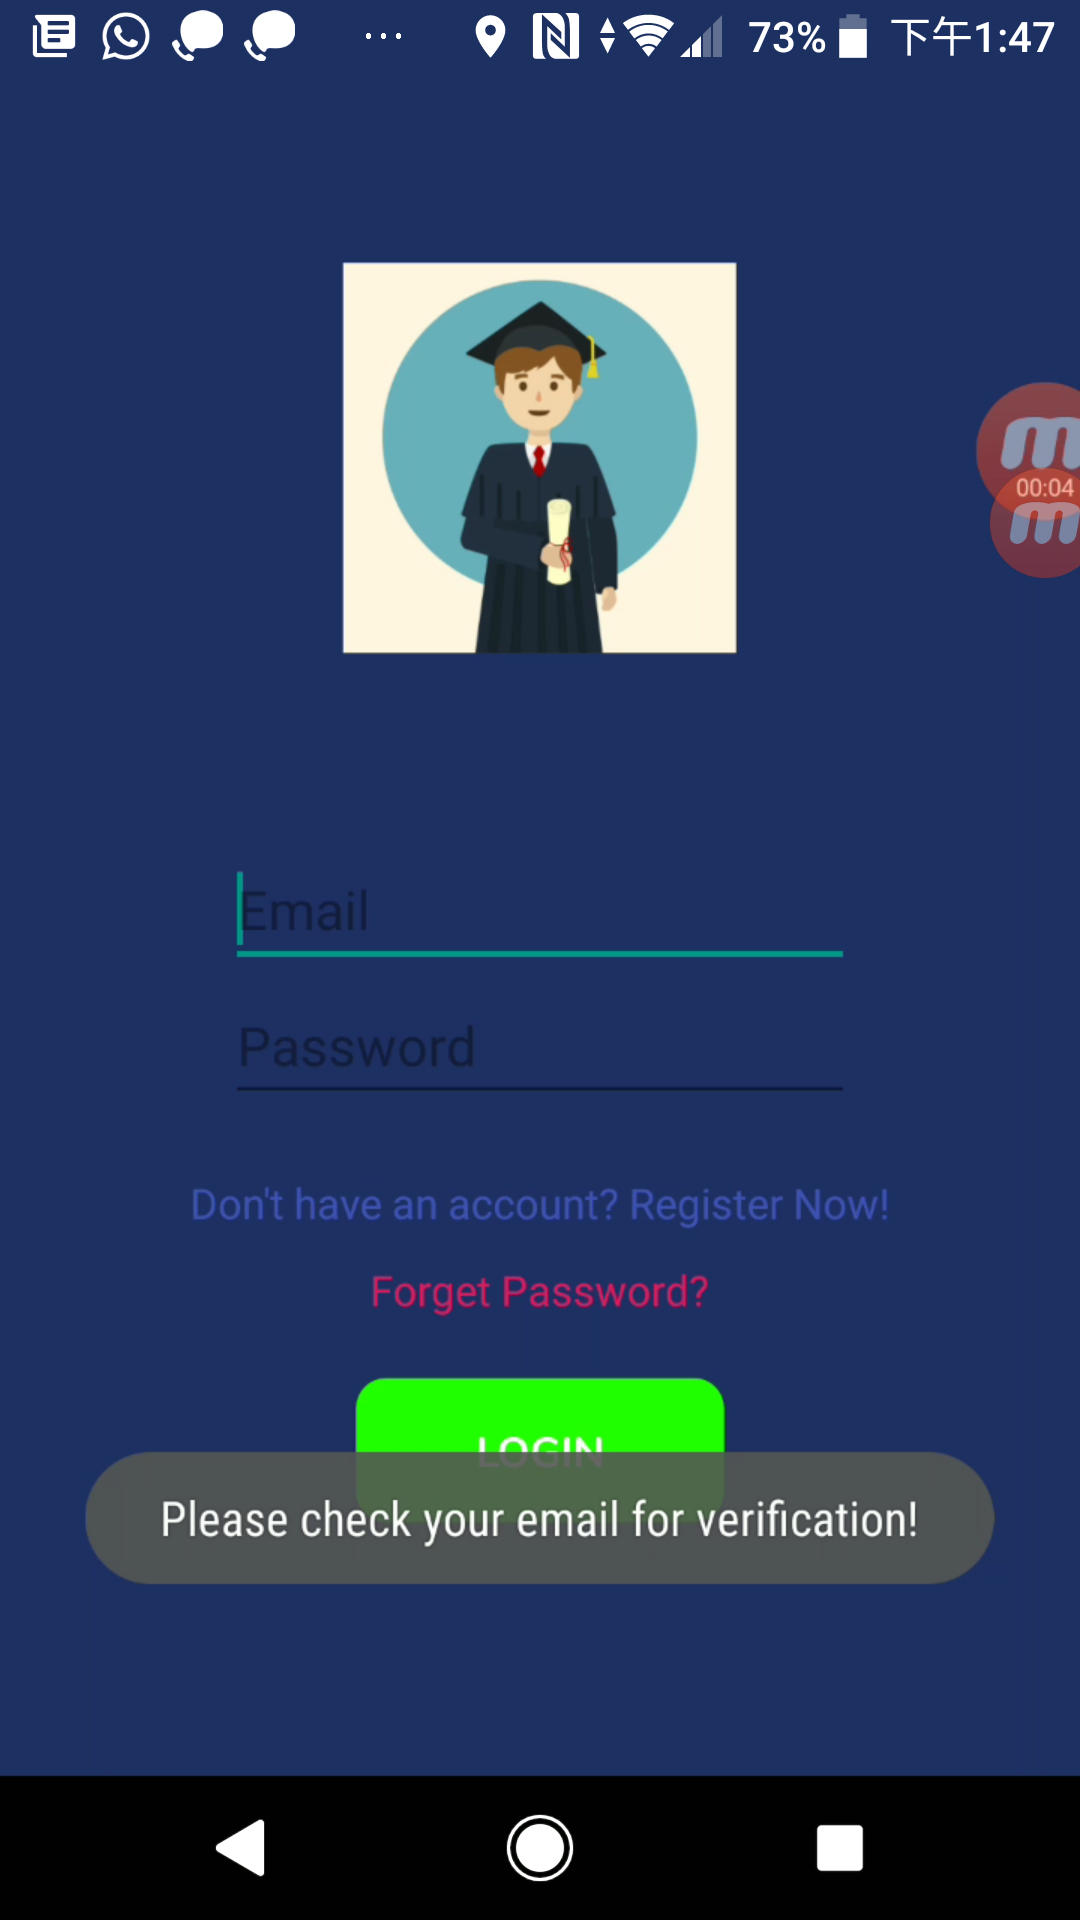 73% 下午1:47
00:04
Email
Password
Don't have an account? Register Now!
Forget Password?
LOGIN
Please check your email for verification!